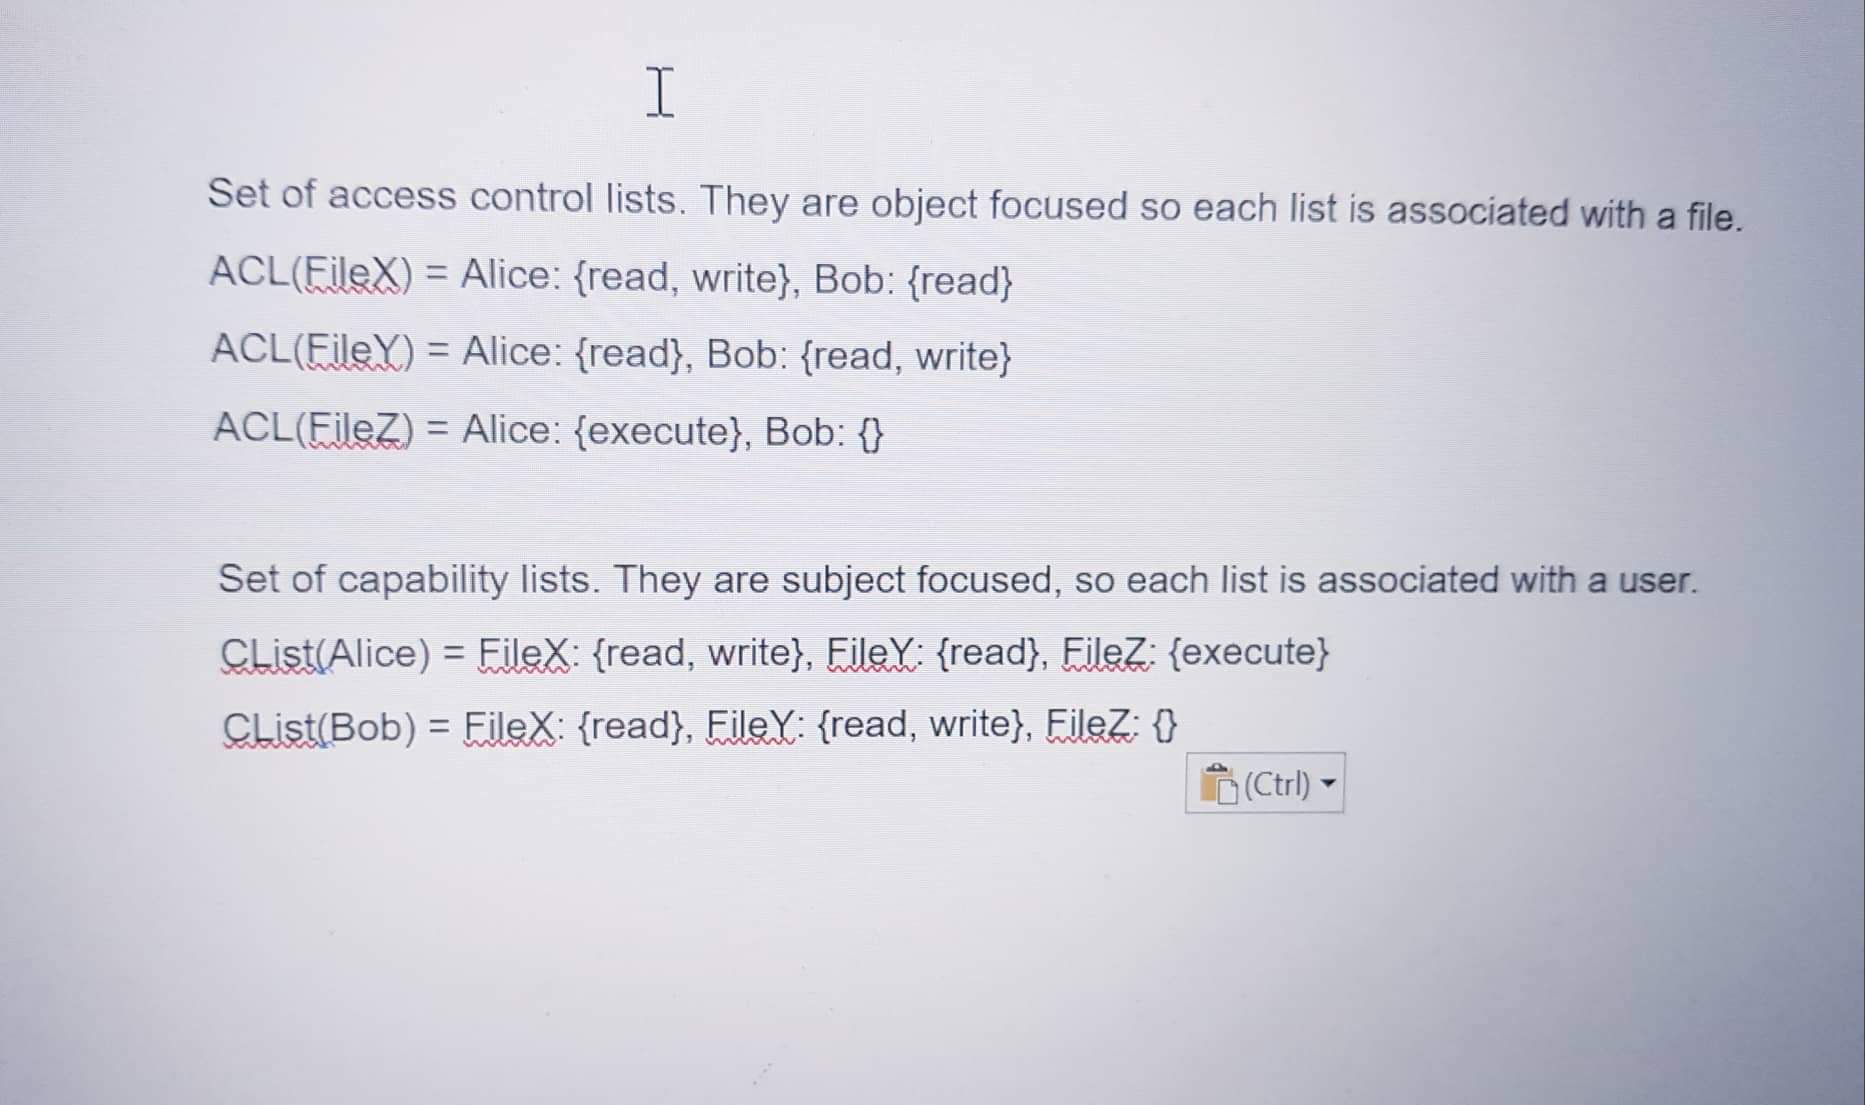 Set of access control lists. They are object focused so each list is associated with a file.
ACL(FileX) = Alice: {read, write}, Bob: {read}
ACL(FileY) = Alice: {read}, Bob: {read, write}
ACL(FileZ) = Alice: {execute}, Bob: {}
Set of capability lists. They are subject focused, so each list is associated with a user.
CList(Alice) = FileX: {read, write}, FileY: {read}, FileZ: {execute}
CList(Bob) = FileX: {read}, FileY: {read, write}, FileZ: {}
(Ctrl)